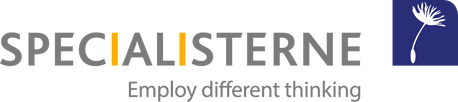 SPECIALISTERNE
Employ different thinking